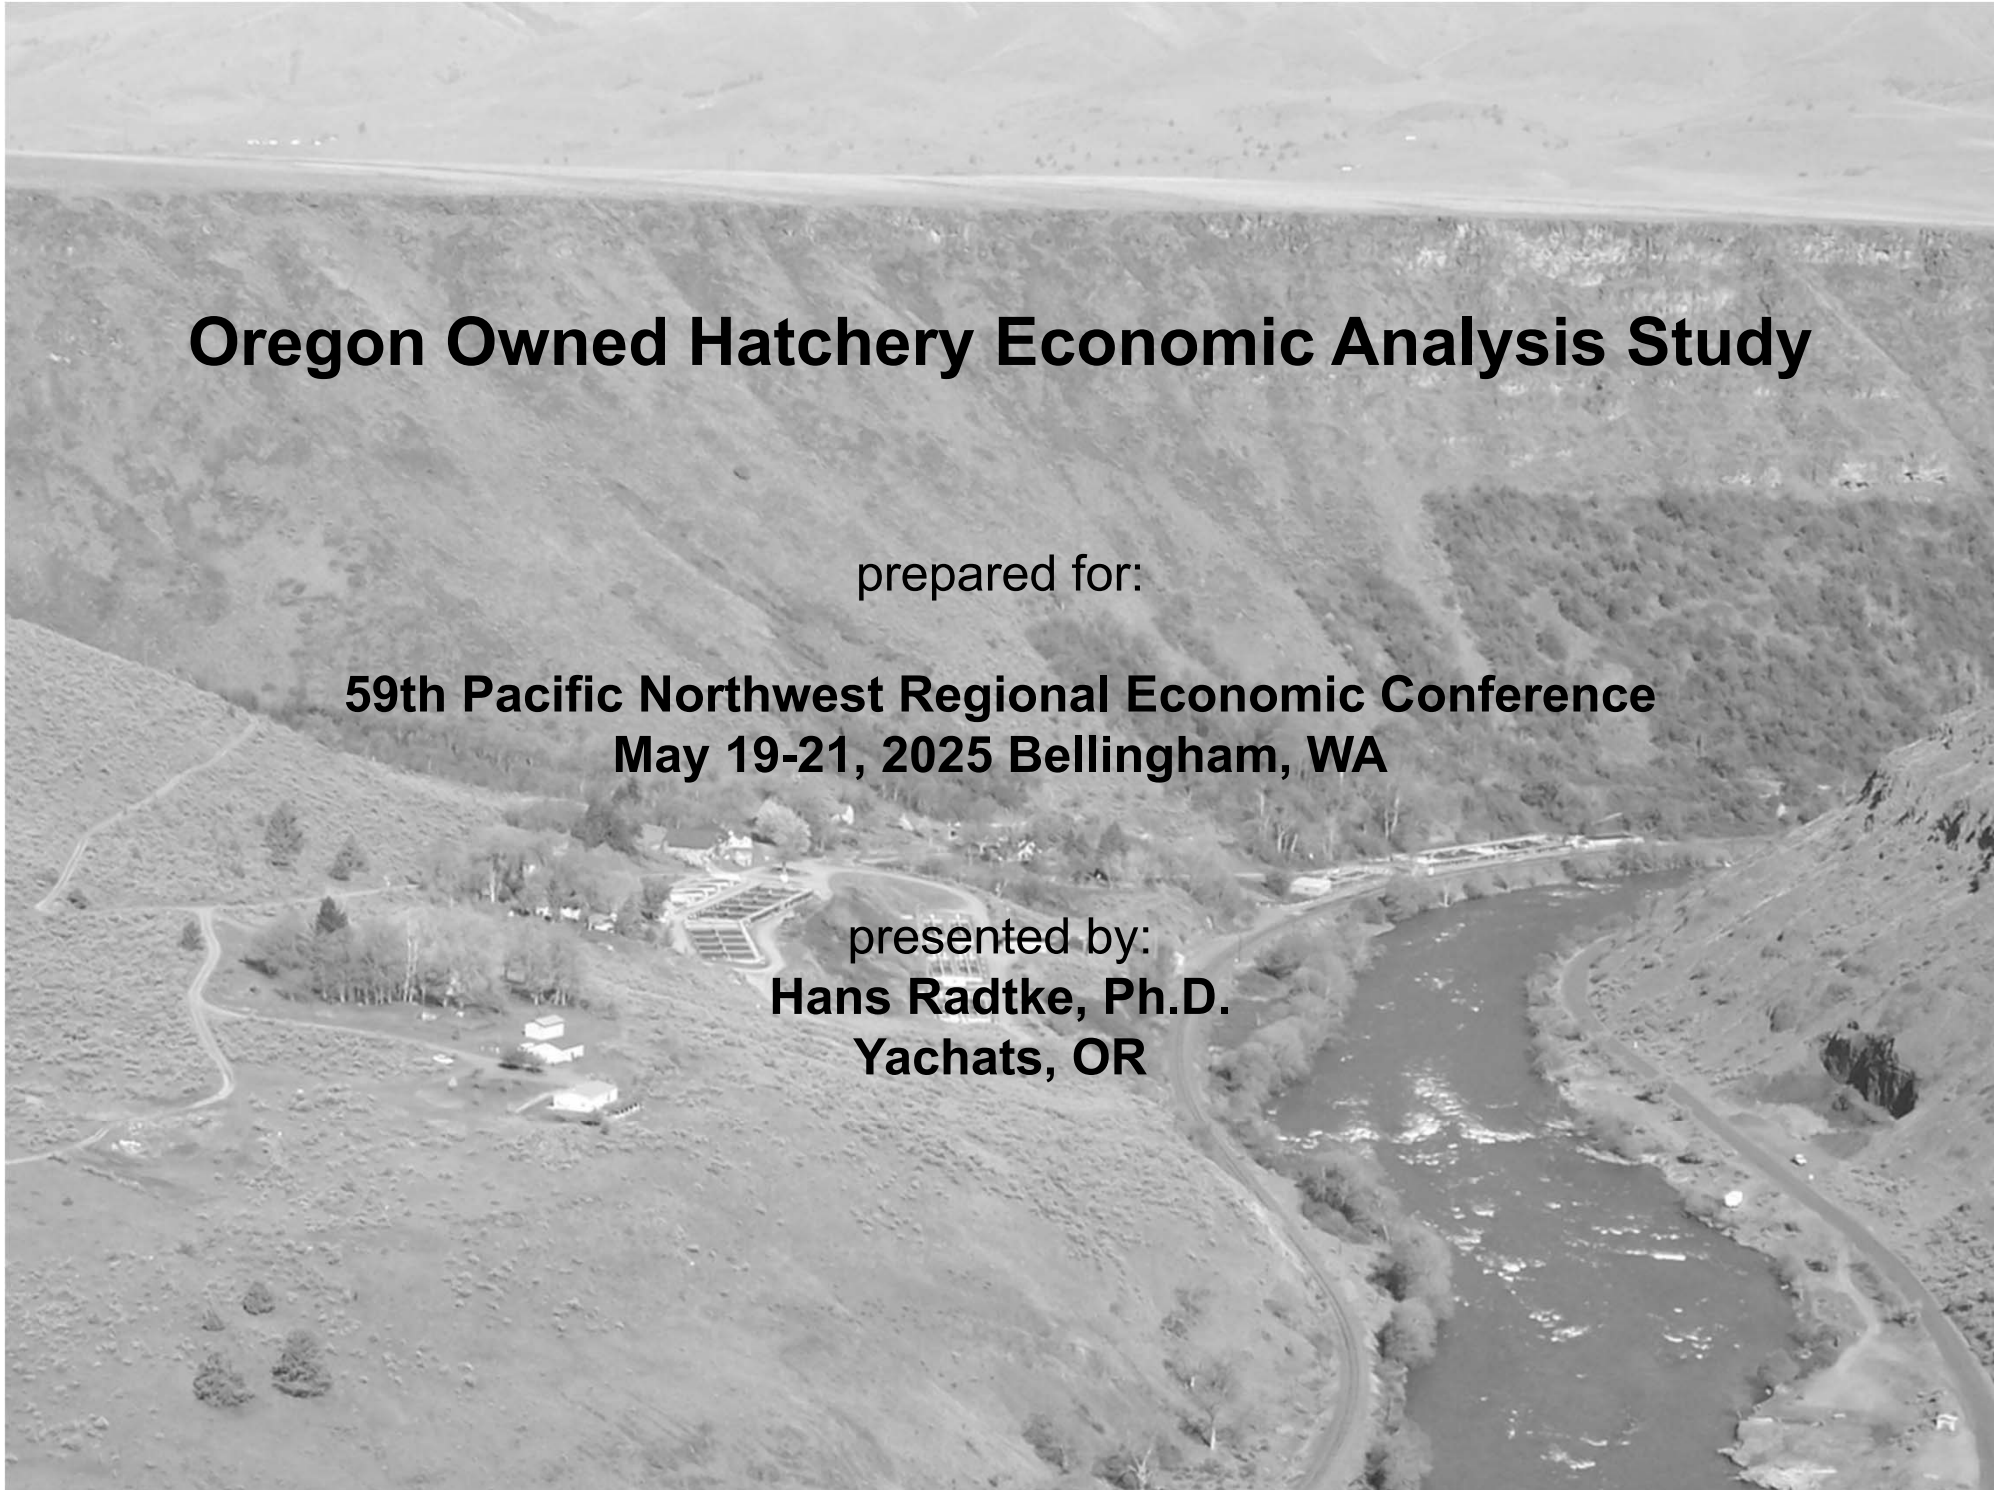 Oregon Owned Hatchery Economic Analysis Study
prepared for:
59th Pacific Northwest Regional Economic Conference
May 19-21, 2025 Bellingham, WA
presented by:
Hans Radtke, Ph.D.
Yachats, OR